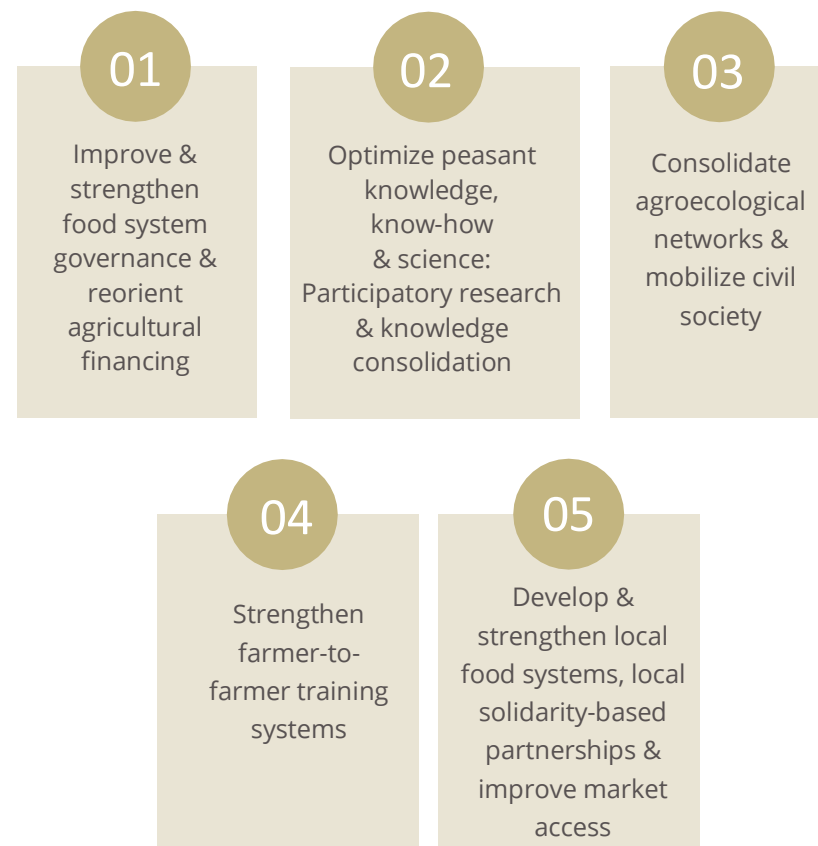 01
Improve &
strengthen
food system
governance &
reorient
agricultural
financing
02
Optimize peasant
knowledge,
know-how
& science:
Participatory research
& knowledge
consolidation
03
Consolidate
agroecological
networks &
mobilize civil
society
04
Strengthen
farmer-to-
farmer training
systems
05
Develop &
strengthen local
food systems, local
solidarity-based
partnerships &
improve market
access